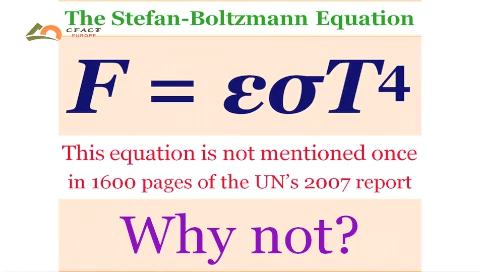 The Stefan-Boltzmann Equation
CFACT
EUROPE
F = εσT⁴
This equation is not mentioned once
in 1600 pages of the UN's 2007 report
Why not?